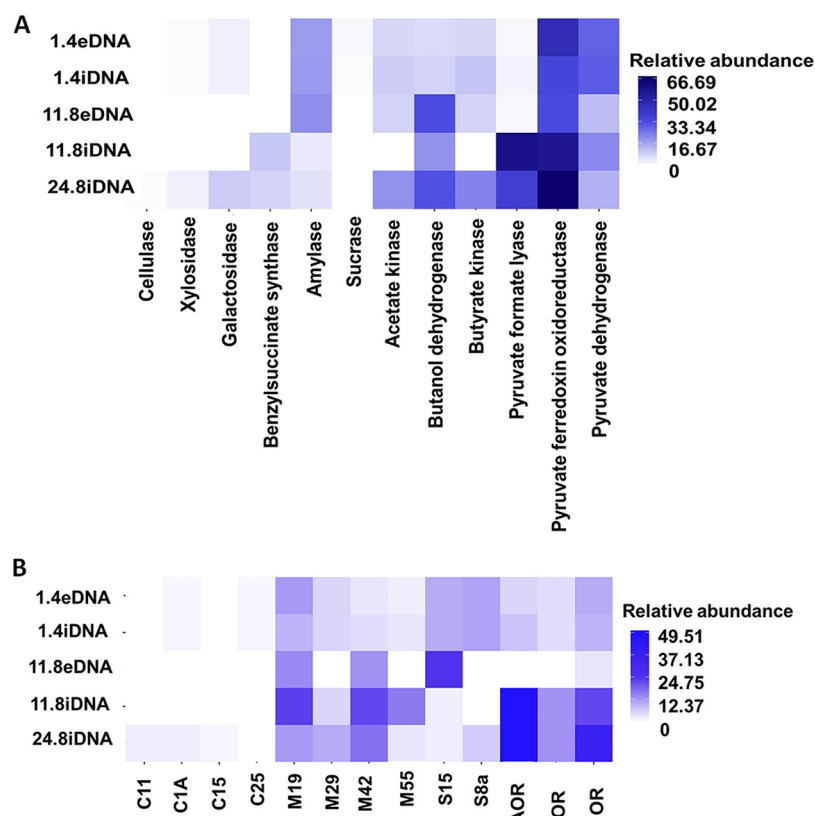 A
1.4eDNA
1.4iDNA
11.8eDNA
11.8iDNA
24.8iDNA
Relative abundance
66.69
50.02
33.34
16.67
0
Cellulase
Xylosidase
Galactosidase
Benzylsuccinate synthase
Amylase
Sucrase
Acetate kinase
Butanol dehydrogenase
Butyrate kinase
Pyruvate formate lyase
Pyruvate ferredoxin oxidoreductase
Pyruvate dehydrogenase
B
1.4eDNA
1.4iDNA
11.8eDNA
11.8iDNA
24.8iDNA
Relative abundance
49.51
37.13
24.75
12.37
0
C11
C1A
C15
C25
M19
M29
M42
M55
S15
S8a
OR
OR